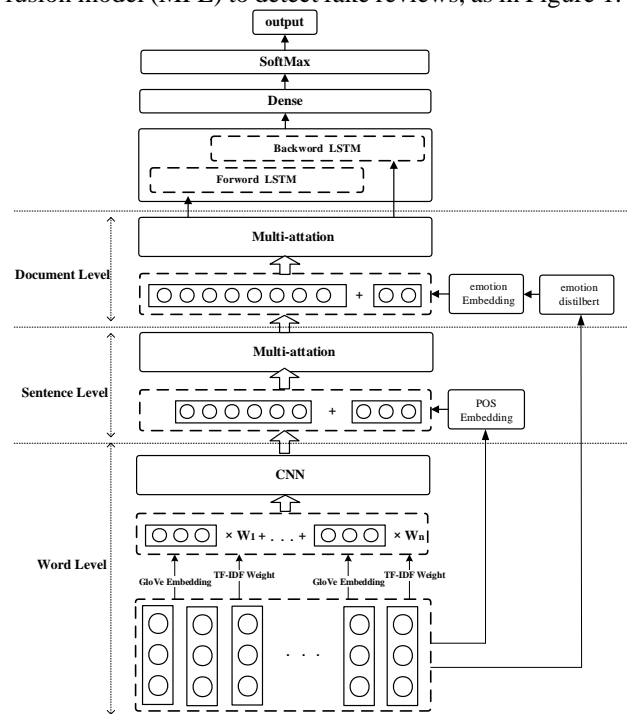 fusion model (MFE) to detect fake reviews, as in Figure 1.
output
SoftMax
Dense
Backword LSTM
Forword LSTM
Multi-attation
Document Level
+
emotion
Embedding
emotion
distilbert
Multi-attation
Sentence Level
+
POS
Embedding
CNN
× W1 + . . . + × Wn
Word Level
GloVe Embedding TF-IDF Weight GloVe Embedding TF-IDF Weight
. . .